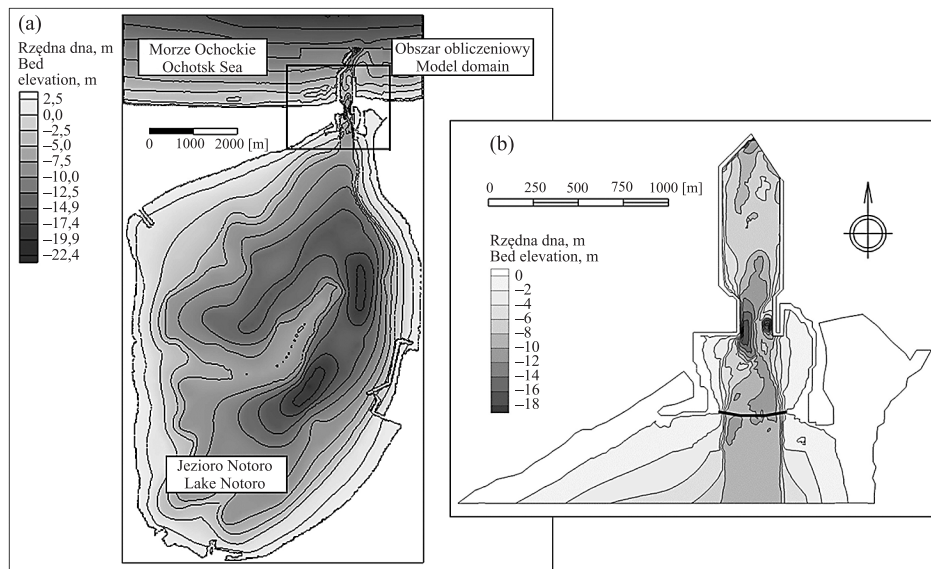 (a)
Rzędna dna, m
Bed
elevation, m
2,5
0,0
−2,5
−5,0
−7,5
−10,0
−12,5
−14,9
−17,4
−19,9
−22,4
Morze Ochockie
Ochotsk Sea
Obszar obliczeniowy
Model domain
0 1000 2000 [m]
Jezioro Notoro
Lake Notoro
(b)
0 250 500 750 1000 [m]
Rzędna dna, m
Bed elevation, m
0
−2
−4
−6
−8
−10
−12
−14
−16
−18